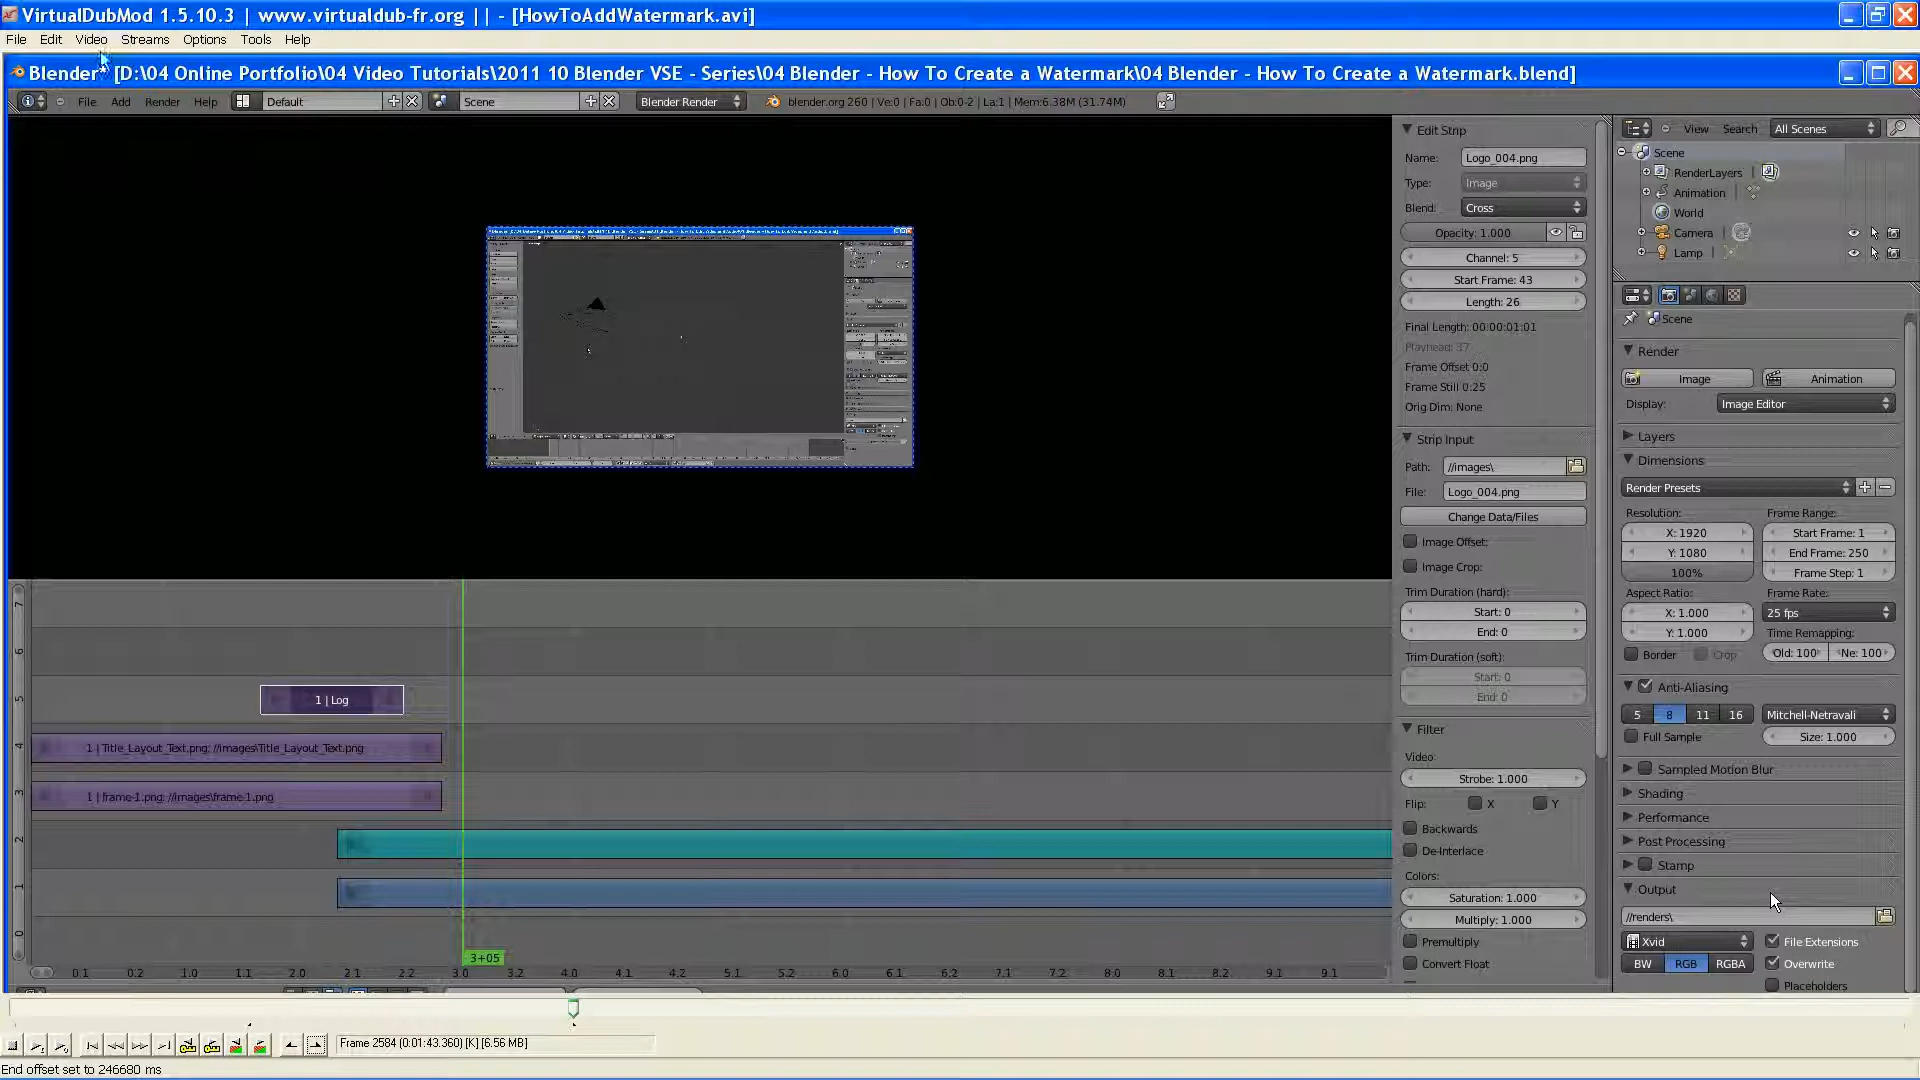 VirtualDubMod 1.5.10.3 | www.virtualdub-fr.org || - [HowToAddWatermark.avi]
File Edit Video Streams Options Tools Help
Blender* [D:\04 Online Portfolio\04 Video Tutorials\2011 10 Blender VSE - Series\04 Blender - How To Create a Watermark\04 Blender - How To Create a Watermark.blend]
File Add Render Help Default Scene Blender Render blender.org 260 | Ve:0 | Fa:0 | Ob:0-2 | La:1 | Mem:6.38M (31.74M)
Edit Strip
Name: Logo_004.png
Type: Image
Blend: Cross
Opacity: 1.000
Channel: 5
Start Frame: 43
Length: 26
Final Length: 00:00:01:01
Playhead: 37
Frame Offset 0:0
Frame Still 0:25
Orig Dim: None
Strip Input
Path: //images\
File: Logo_004.png
Change Data/Files
Image Offset:
Image Crop:
Trim Duration (hard):
Start: 0
End: 0
Trim Duration (soft):
Start: 0
End: 0
Filter
Video:
Strobe: 1.000
Flip: X Y
Backwards
De-Interlace
Colors:
Saturation: 1.000
Multiply: 1.000
Premultiply
Convert Float
View Search All Scenes
Scene
RenderLayers |
Animation
World
Camera
Lamp
Scene
Render
Image Animation
Display: Image Editor
Layers
Dimensions
Render Presets
Resolution: Frame Range:
X: 1920 Start Frame: 1
Y: 1080 End Frame: 250
100% Frame Step: 1
Aspect Ratio: Frame Rate:
X: 1.000 25 fps
Y: 1.000 Time Remapping:
Border Crop Old: 100 Ne: 100
Anti-Aliasing
5 8 11 16 Mitchell-Netravali
Full Sample Size: 1.000
Sampled Motion Blur
Shading
Performance
Post Processing
Stamp
Output
//renders\
Xvid File Extensions
BW RGB RGBA Overwrite
Placeholders
7
6
5 1 | Log
4 1 | Title_Layout_Text.png: //images\Title_Layout_Text.png
3 1 | frame-1.png: //images\frame-1.png
2
1
0
3+05
0.1 0.2 1.0 1.1 2.0 2.1 2.2 3.0 3.2 4.0 4.1 4.2 5.1 5.2 6.0 6.1 7.0 7.2 8.0 8.1 9.0 9.1
Frame 2584 (0:01:43.360) [K] [6.56 MB]
End offset set to 246680 ms